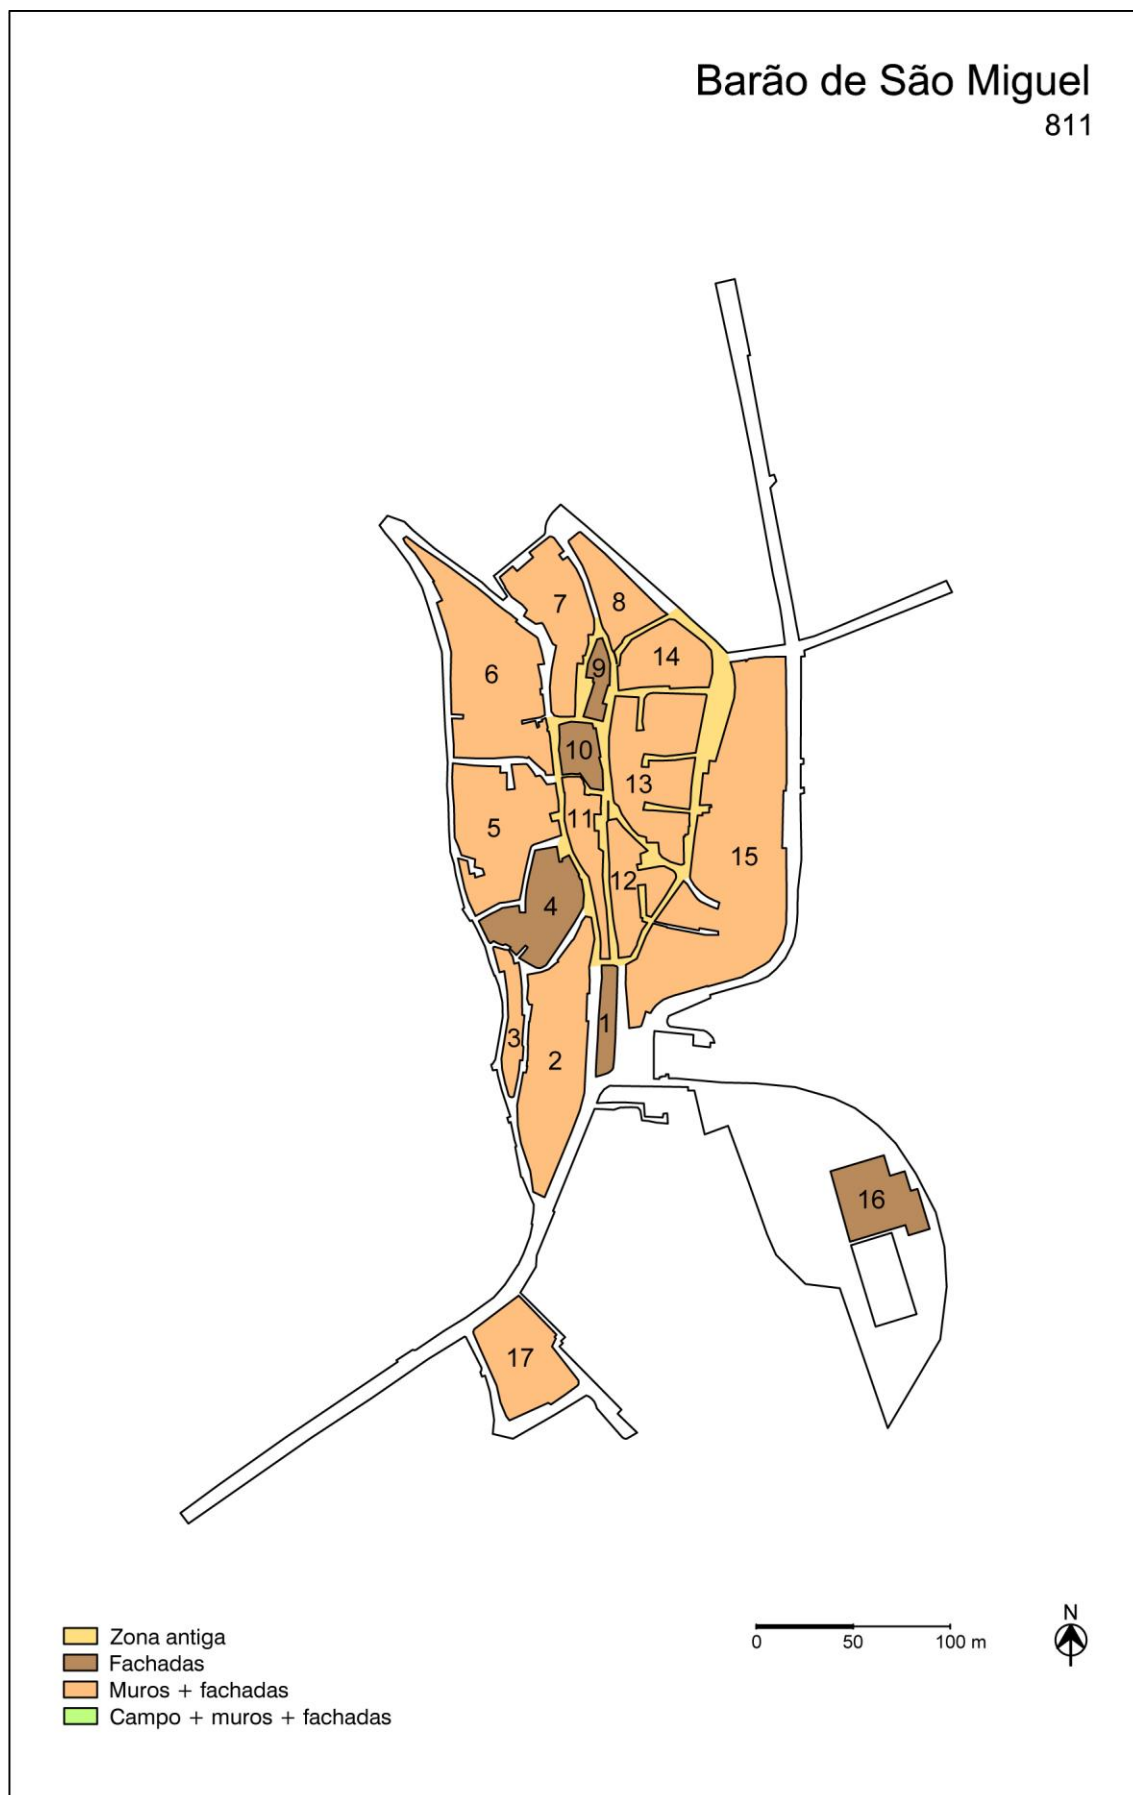 Barão de São Miguel
811
8
7
14
9
6
10
13
11
5
15
12
4
1
3
2
16
17
Zona antiga
Fachadas
Muros + fachadas
Campo + muros + fachadas
0 50 100 m
N